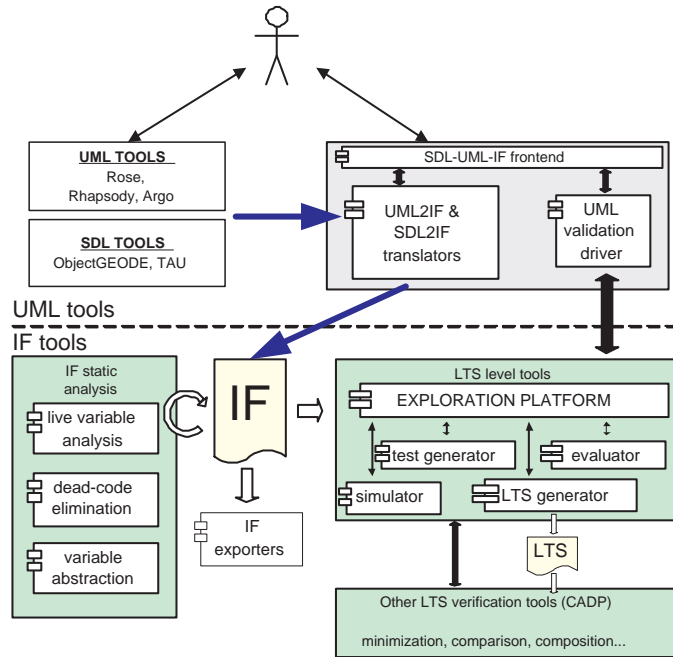 UML TOOLS
Rose,
Rhapsody, Argo
SDL TOOLS
ObjectGEODE, TAU
SDL-UML-IF frontend
UML2IF &
SDL2IF
translators
UML
validation
driver
UML tools
IF tools
IF static
analysis
live variable
analysis
dead-code
elimination
variable
abstraction
IF
IF
exporters
LTS level tools
EXPLORATION PLATFORM
test generator
evaluator
simulator
LTS generator
LTS
Other LTS verification tools (CADP)
minimization, comparison, composition...